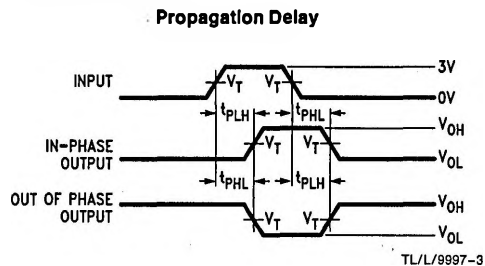 Propagation Delay
INPUT
V_T V_T
3V
0V
t_PLH t_PHL
IN-PHASE
OUTPUT
V_T V_T
V_OH
V_OL
t_PHL t_PLH
OUT OF PHASE
OUTPUT
V_T V_T
V_OH
V_OL
TL/L/9997-3